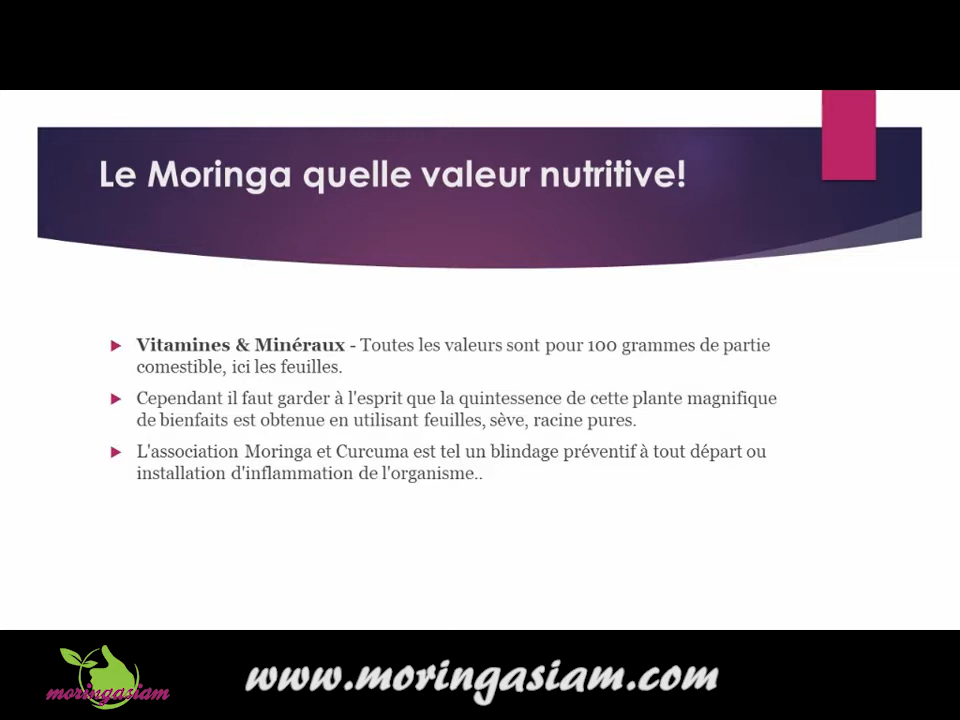 Le Moringa quelle valeur nutritive!
Vitamines & Minéraux - Toutes les valeurs sont pour 100 grammes de partie
comestible, ici les feuilles.
Cependant il faut garder à l'esprit que la quintessence de cette plante magnifique
de bienfaits est obtenue en utilisant feuilles, sève, racine pures.
L'association Moringa et Curcuma est tel un blindage préventif à tout départ ou
installation d'inflammation de l'organisme..
moringasiam
www.moringasiam.com